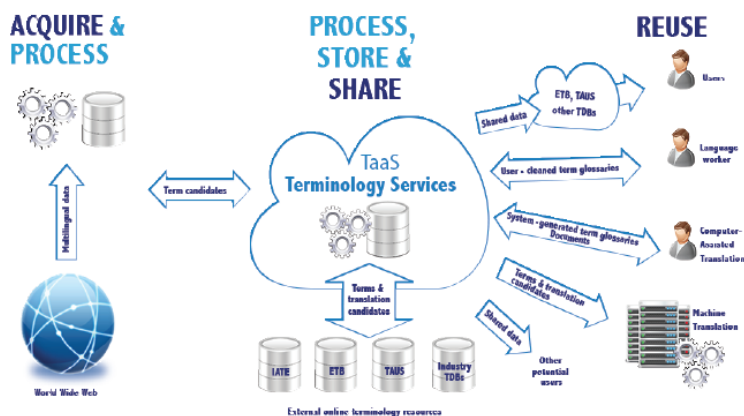 ACQUIRE &
PROCESS
PROCESS,
STORE &
SHARE
REUSE
Users
ETB, TAUS
other TDBs
Shared data
Language
worker
TaaS
Terminology Services
User - cleaned term glossaries
Term candidates
Multilingual data
System - generated term glossaries
Documents
Computer-
Assisted
Translation
Terms &
translation
candidates
Terms & translation
candidates
Shared data
Machine
Translation
IATE
ETB
TAUS
Industry
TDBs
Other
potential
users
World Wide Web
External online terminology resources